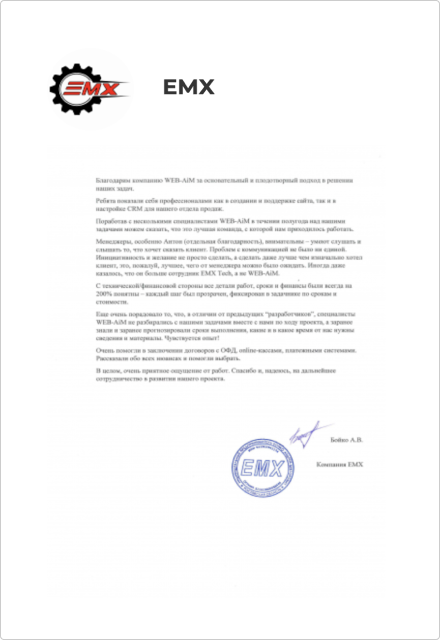 EMX
EMX
Благодарим компанию WEB-AiM за основательный и плодотворный подход в решении
наших задач.
Ребята показали себя профессионалами как в создании и поддержке сайта, так и в
настройке CRM для нашего отдела продаж.
Поработав с несколькими специалистами WEB-AiM в течении полугода над нашими
задачами можем сказать, что это лучшая команда, с которой нам приходилось работать.
Менеджеры, особенно Антон (отдельная благодарность), внимательны – умеют слушать и
слышать то, что хочет сказать клиент. Проблем с коммуникацией не было ни единой.
Инициативность и желание не просто сделать, а сделать даже лучше чем изначально хотел
клиент, это, пожалуй, лучшее, чего от менеджера можно было ожидать. Иногда даже
казалось, что он больше сотрудник EMX Tech, а не WEB-AiM.
С технической/финансовой стороны все детали работ, сроки и финансы были всегда на
200% понятны – каждый шаг был прозрачен, фиксирован в заданиях по срокам и
стоимости.
Еще очень порадовало то, что, в отличии от предыдущих “разработчиков”, специалисты
WEB-AiM не разбирались с нашими задачами вместе с нами по ходу проекта, а заранее
знали и заранее прогнозировали сроки выполнения, какие и в какое время от нас нужны
сведения и материалы. Чувствуется опыт!
Очень помогли в заключении договоров с ОФД, online-кассами, платежными системами.
Рассказали обо всех нюансах и помогли выбрать.
В целом, очень приятное ощущение от работ. Спасибо и, надеюсь, на дальнейшее
сотрудничество в развитии нашего проекта.
Бойко А.В.
Компания EMX
EMX